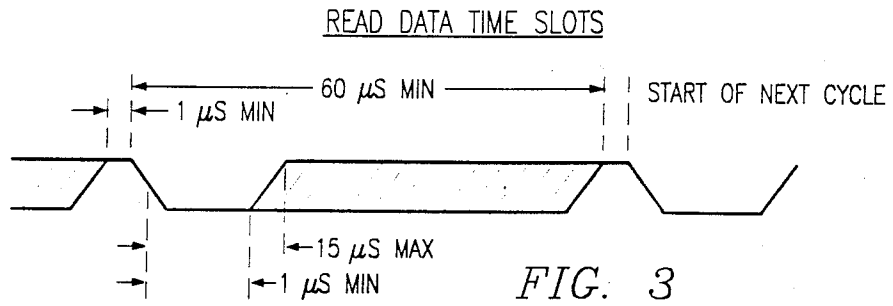 READ DATA TIME SLOTS
60 µS MIN
START OF NEXT CYCLE
1 µS MIN
15 µS MAX
1 µS MIN
FIG. 3